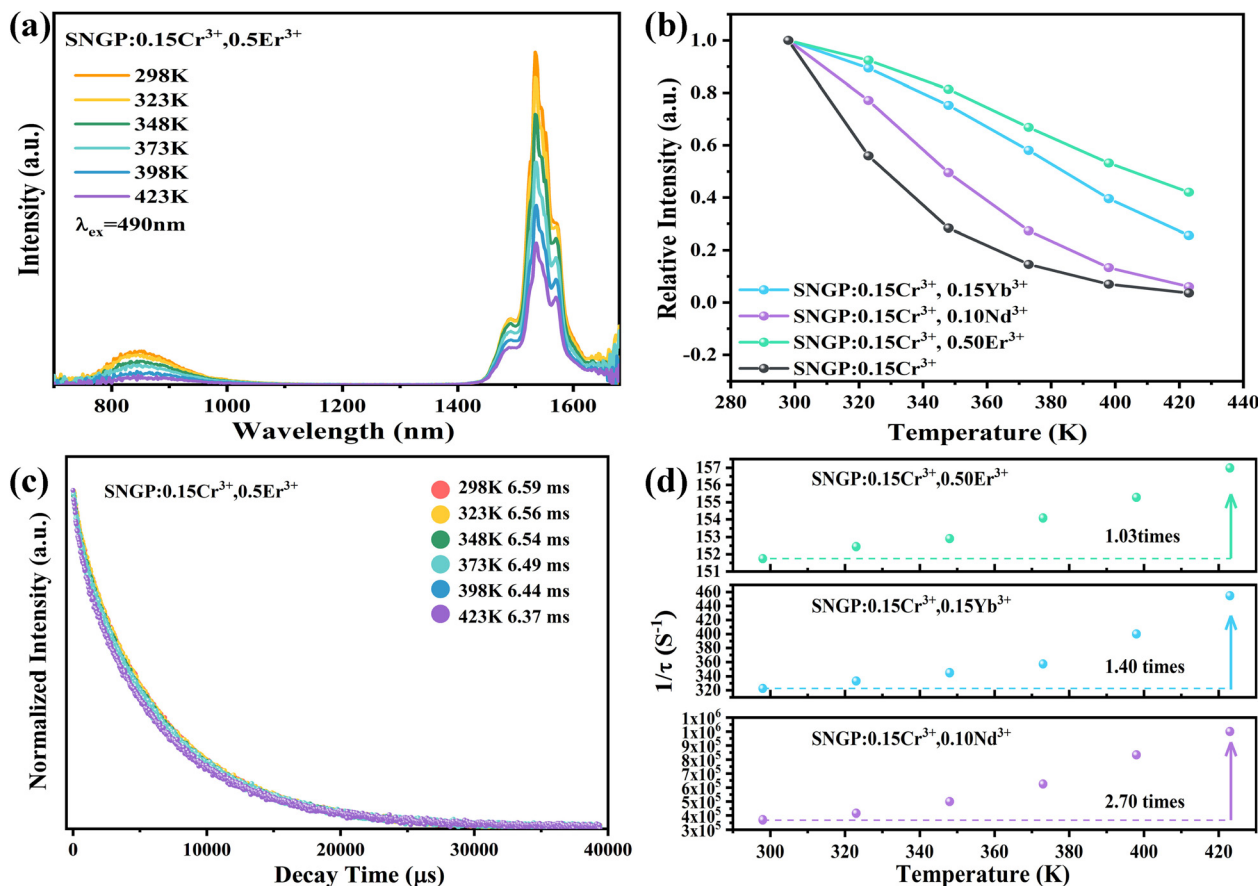 (a)
SNGP:0.15Cr³⁺,0.5Er³⁺
298K
323K
348K
373K
398K
423K
λex=490nm
Intensity (a.u.)
800 1000 1200 1400 1600
Wavelength (nm)
(b)
1.0
0.8
0.6
0.4
0.2
0.0
-0.2
Relative Intensity (a.u.)
SNGP:0.15Cr³⁺, 0.15Yb³⁺
SNGP:0.15Cr³⁺, 0.10Nd³⁺
SNGP:0.15Cr³⁺, 0.50Er³⁺
SNGP:0.15Cr³⁺
280 300 320 340 360 380 400 420 440
Temperature (K)
(c)
SNGP:0.15Cr³⁺,0.5Er³⁺
298K 6.59 ms
323K 6.56 ms
348K 6.54 ms
373K 6.49 ms
398K 6.44 ms
423K 6.37 ms
Normalized Intensity (a.u.)
0 10000 20000 30000 40000
Decay Time (μs)
(d)
157
156
154
153
152
151
SNGP:0.15Cr³⁺,0.50Er³⁺
1.03times
460
440
400
380
360
340
320
SNGP:0.15Cr³⁺,0.15Yb³⁺
1.40 times
1/τ (S⁻¹)
1x10⁶
9x10⁵
8x10⁵
7x10⁵
5x10⁵
4x10⁵
3x10⁵
SNGP:0.15Cr³⁺,0.10Nd³⁺
2.70 times
300 320 340 360 380 400 420
Temperature (K)